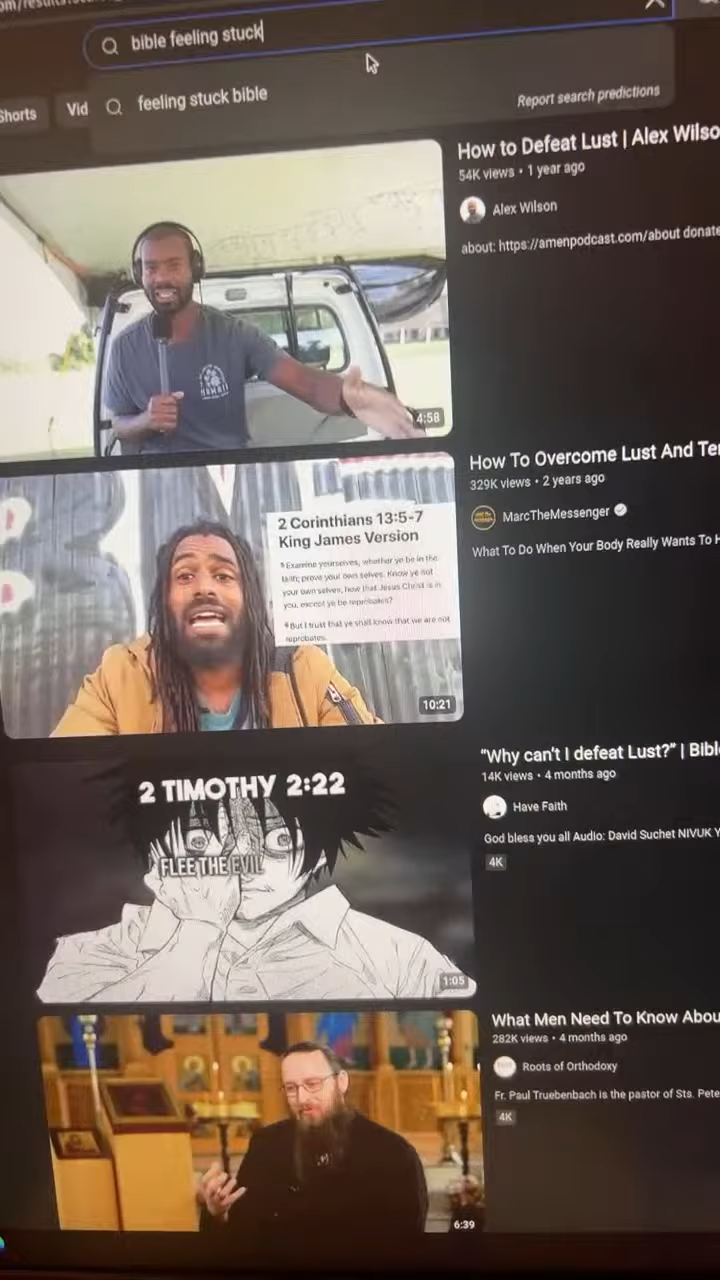 bible feeling stuck
feeling stuck bible
Report search predictions
Shorts
Vid
How to Defeat Lust | Alex Wilso
54K views • 1 year ago
Alex Wilson
about: https://amenpodcast.com/about donate
4:58
How To Overcome Lust And Te
329K views • 2 years ago
MarcTheMessenger
What To Do When Your Body Really Wants To H
2 Corinthians 13:5-7
King James Version
5 Examine yourselves, whether ye be in the
faith; prove your own selves. Know ye not
your own selves, how that Jesus Christ is in
you, except ye be reprobates?
6 But I trust that ye shall know that we are not
reprobates.
10:21
"Why can't I defeat Lust?" | Bibl
14K views • 4 months ago
Have Faith
God bless you all Audio: David Suchet NIVUK Y
4K
2 TIMOTHY 2:22
FLEE THE EVIL
1:05
What Men Need To Know Abou
282K views • 4 months ago
Roots of Orthodoxy
Fr. Paul Truebenbach is the pastor of Sts. Pete
4K
6:39